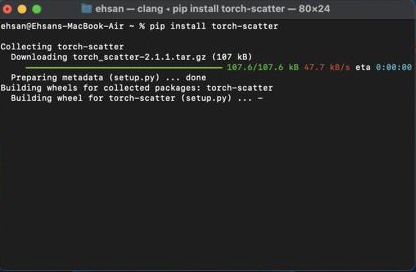 ehsan — clang • pip install torch-scatter — 80×24
ehsan@Ehsans-MacBook-Air ~ % pip install torch-scatter
Collecting torch-scatter
Downloading torch_scatter-2.1.1.tar.gz (107 kB)
107.6/107.6 kB 47.7 kB/s eta 0:00:00
Preparing metadata (setup.py) ... done
Building wheels for collected packages: torch-scatter
Building wheel for torch-scatter (setup.py) ... -